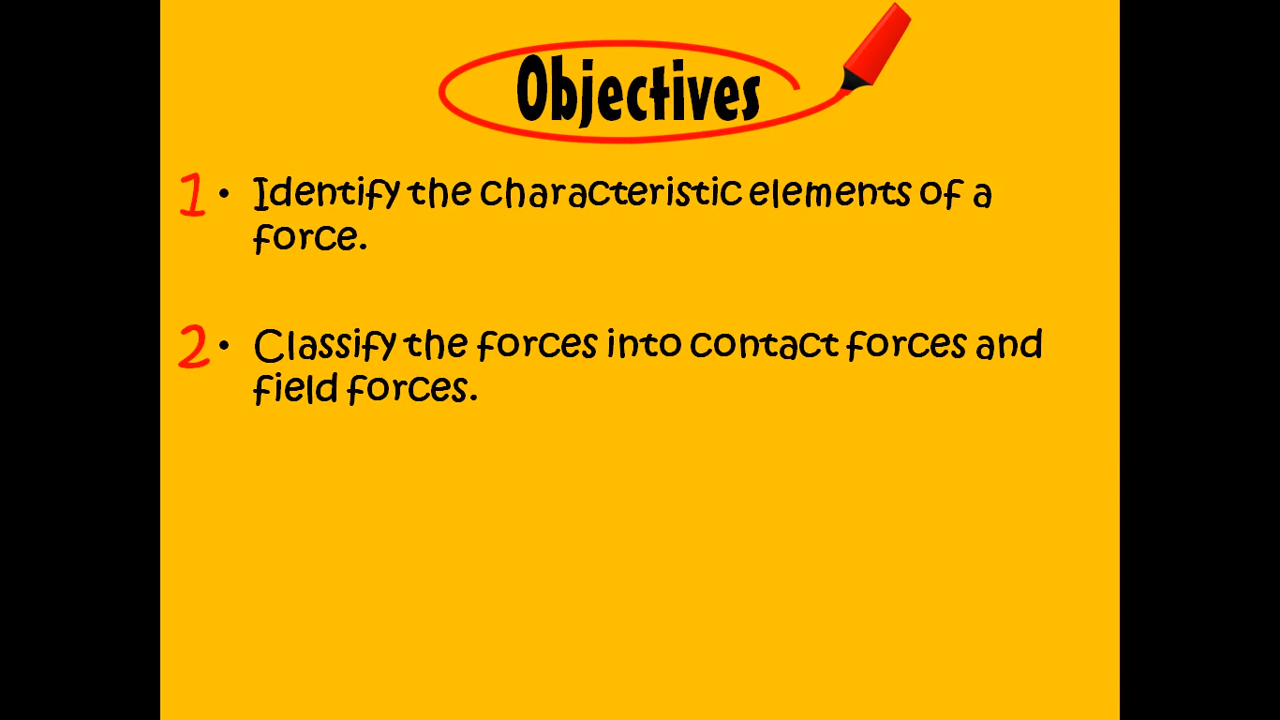 Objectives
1 • Identify the characteristic elements of a
force.
2 • Classify the forces into contact forces and
field forces.